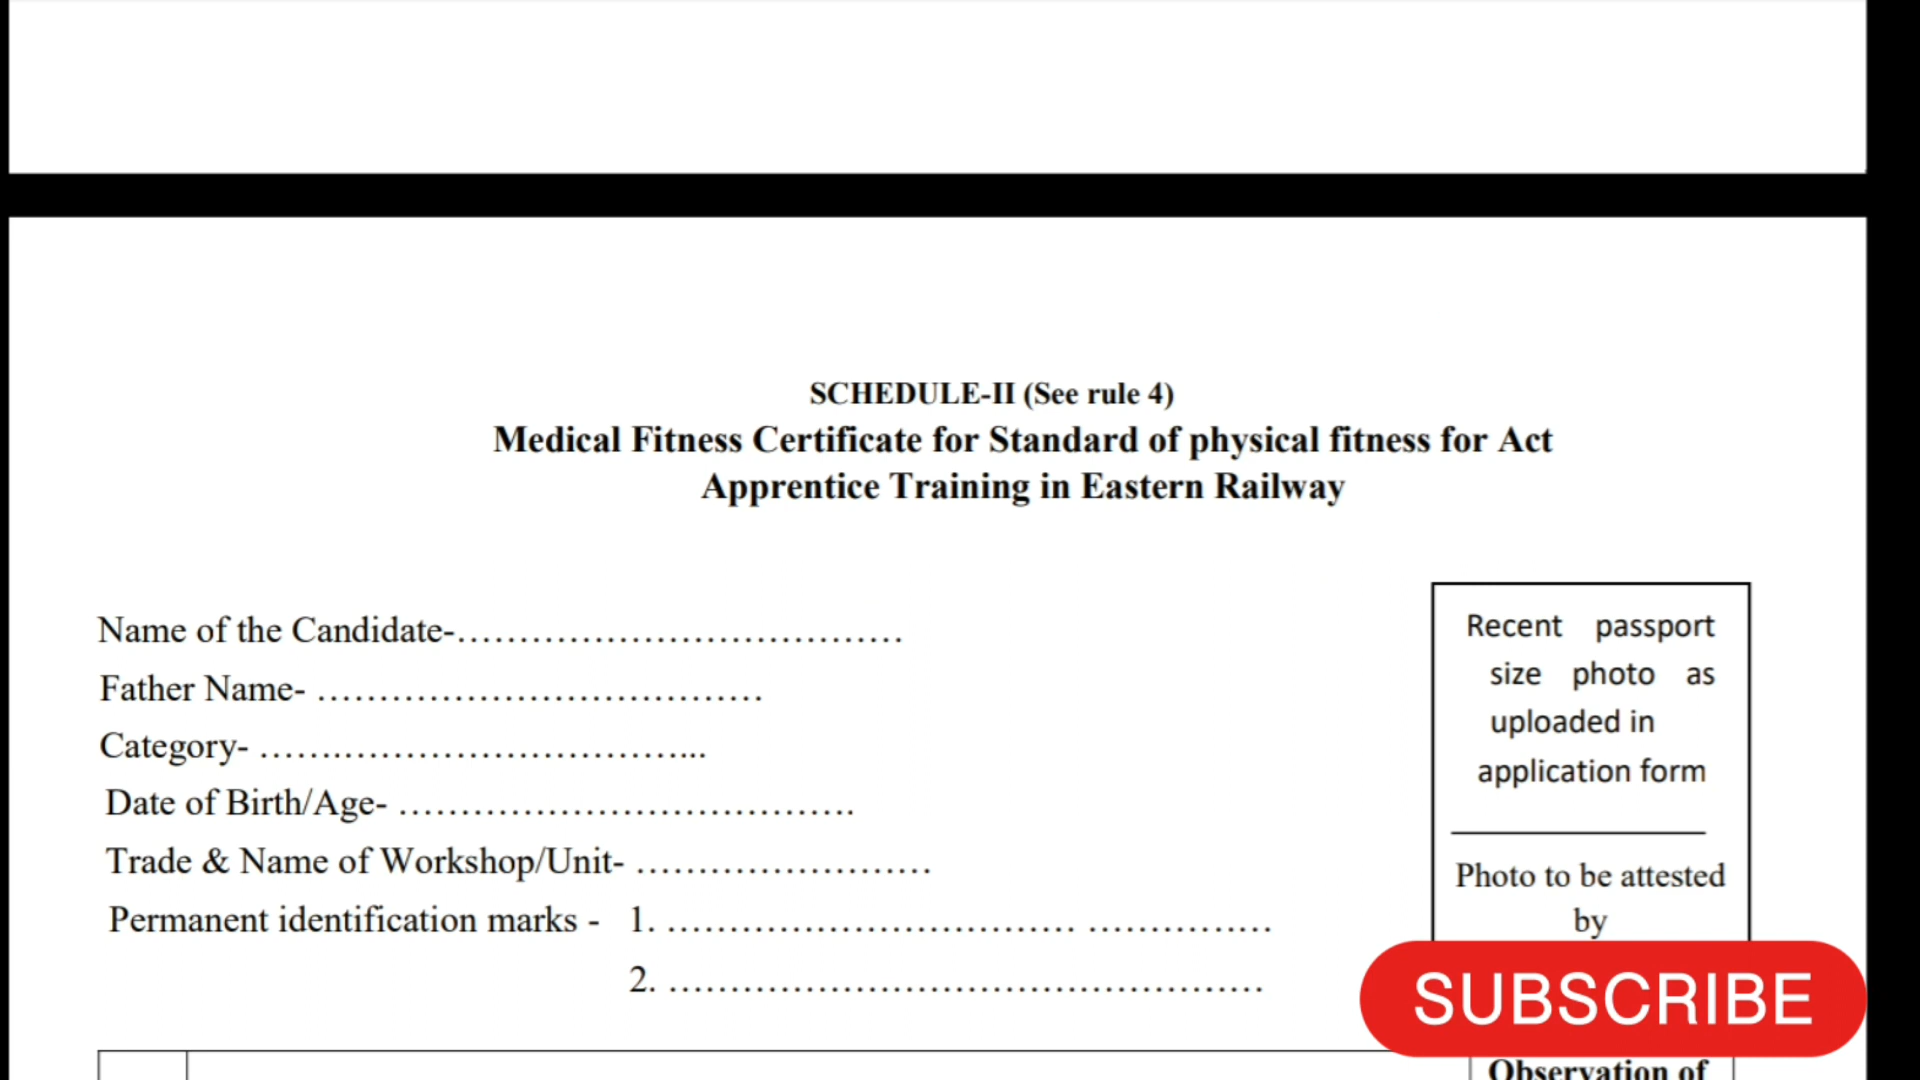 SCHEDULE-II (See rule 4)
Medical Fitness Certificate for Standard of physical fitness for Act
Apprentice Training in Eastern Railway
Name of the Candidate-....................................
Father Name- ....................................
Category- ....................................
Date of Birth/Age- ....................................
Trade & Name of Workshop/Unit- ........................
Permanent identification marks - 1. ................................. ...............
2. ................................................
Recent passport
size photo as
uploaded in
application form
Photo to be attested
by
SUBSCRIBE
Observation of